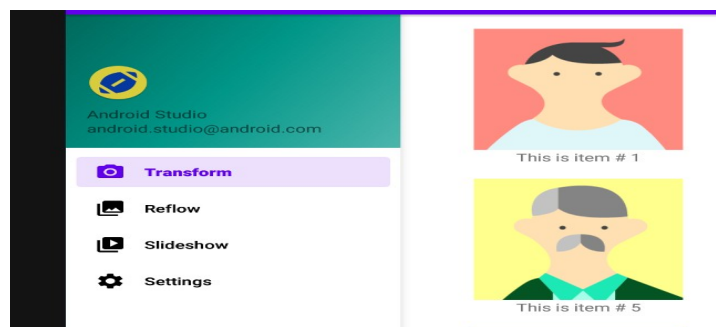 Android Studio
android.studio@android.com
Transform
Reflow
Slideshow
Settings
This is item # 1
This is item # 5